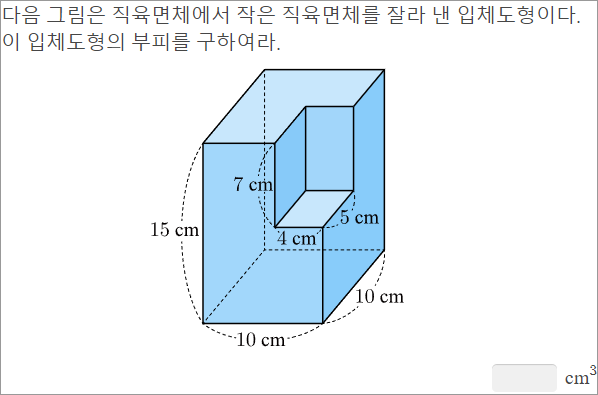 다음 그림은 직육면체에서 작은 직육면체를 잘라 낸 입체도형이다.
이 입체도형의 부피를 구하여라.
7 cm
15 cm
5 cm
4 cm
10 cm
10 cm
cm³